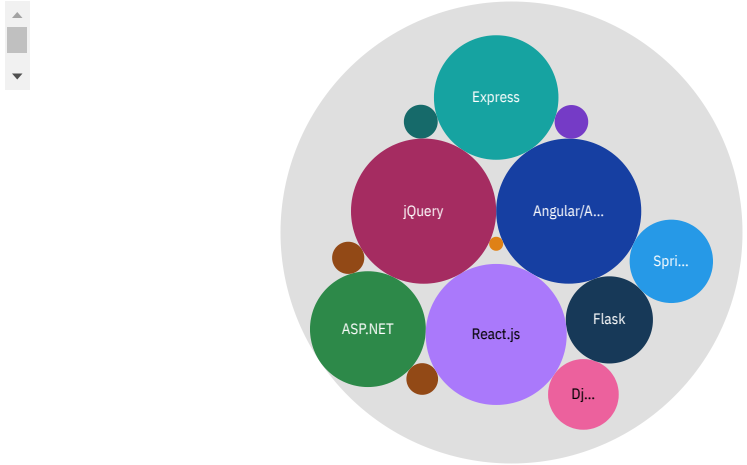 Express
jQuery
Angular/A...
Spri...
Flask
ASP.NET
React.js
Dj...